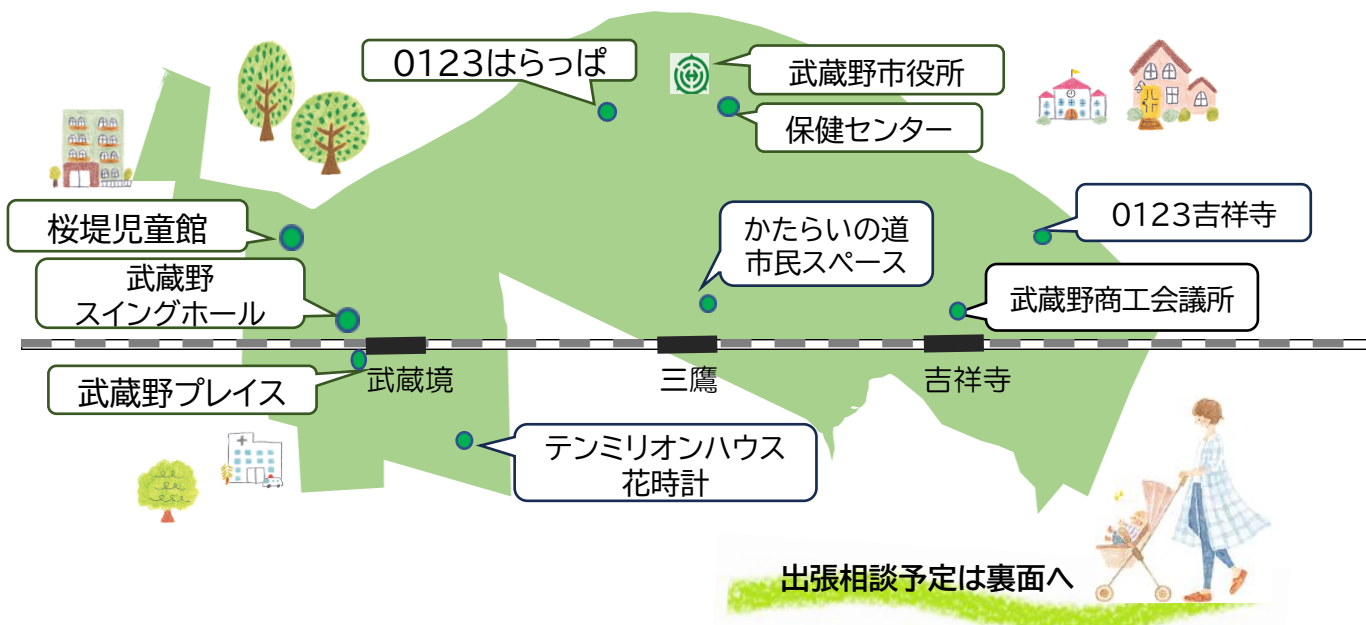 0123はらっぱ
武蔵野市役所
保健センター
0123吉祥寺
桜堤児童館
かたらいの道
市民スペース
武蔵野
スイングホール
武蔵野商工会議所
武蔵野プレイス
武蔵境
三鷹
吉祥寺
テンミリオンハウス
花時計
出張相談予定は裏面へ